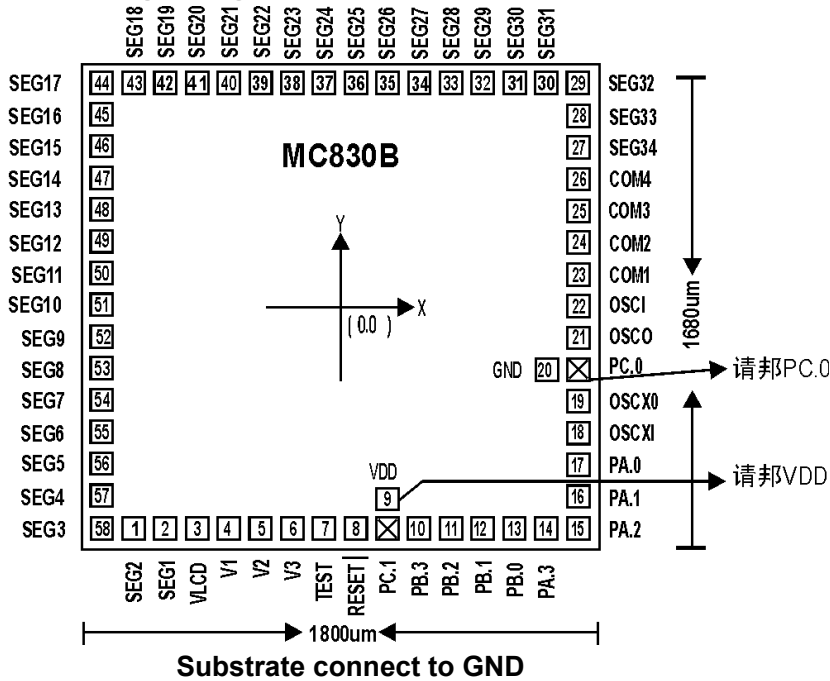 SEG18 SEG19 SEG20 SEG21 SEG22 SEG23 SEG24 SEG25 SEG26 SEG27 SEG28 SEG29 SEG30 SEG31
SEG17 44 43 42 41 40 39 38 37 36 35 34 33 32 31 30 29 SEG32
SEG16 45 28 SEG33
SEG15 46 27 SEG34
MC830B
SEG14 47 26 COM4
SEG13 48 25 COM3
Y
SEG12 49 24 COM2
SEG11 50 23 COM1
SEG10 51 X 22 OSCI
(0.0 )
1680um
SEG9 52 21 OSCO
SEG8 53 GND 20 PC.0 请邦PC.0
SEG7 54 19 OSCX0
SEG6 55 18 OSCXI
SEG5 56 17 PA.0
VDD 请邦VDD
SEG4 57 9 16 PA.1
SEG3 58 1 2 3 4 5 6 7 8 10 11 12 13 14 15 PA.2
SEG2 SEG1 VLCD V1 V2 V3 TEST RESET PC.1 PB.3 PB.2 PB.1 PB.0 PA.3
1800um
Substrate connect to GND